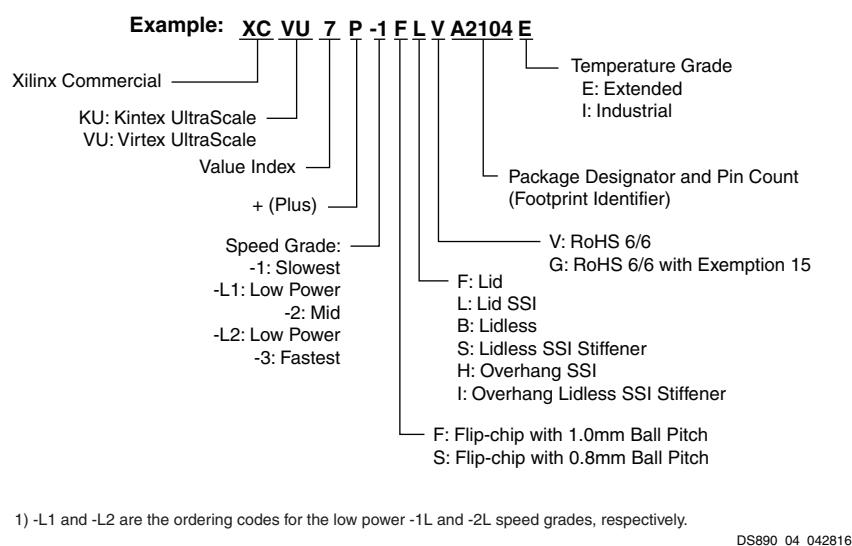 Example: XC VU 7 P -1 F L V A2104 E
Xilinx Commercial
KU: Kintex UltraScale
VU: Virtex UltraScale
Value Index
+ (Plus)
Speed Grade:
-1: Slowest
-L1: Low Power
-2: Mid
-L2: Low Power
-3: Fastest
Temperature Grade
E: Extended
I: Industrial
Package Designator and Pin Count
(Footprint Identifier)
V: RoHS 6/6
G: RoHS 6/6 with Exemption 15
F: Lid
L: Lid SSI
B: Lidless
S: Lidless SSI Stiffener
H: Overhang SSI
I: Overhang Lidless SSI Stiffener
F: Flip-chip with 1.0mm Ball Pitch
S: Flip-chip with 0.8mm Ball Pitch
1) -L1 and -L2 are the ordering codes for the low power -1L and -2L speed grades, respectively.
DS890_04_042816